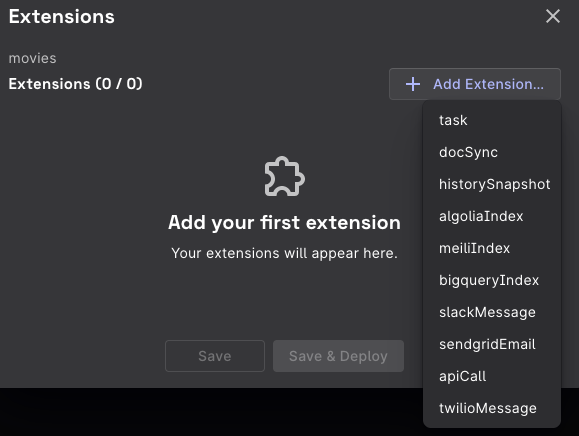 Extensions
movies
Extensions (0 / 0)
Add Extension...
task
docSync
historySnapshot
algoliaIndex
meiliIndex
bigqueryIndex
slackMessage
sendgridEmail
apiCall
twilioMessage
Add your first extension
Your extensions will appear here.
Save
Save & Deploy